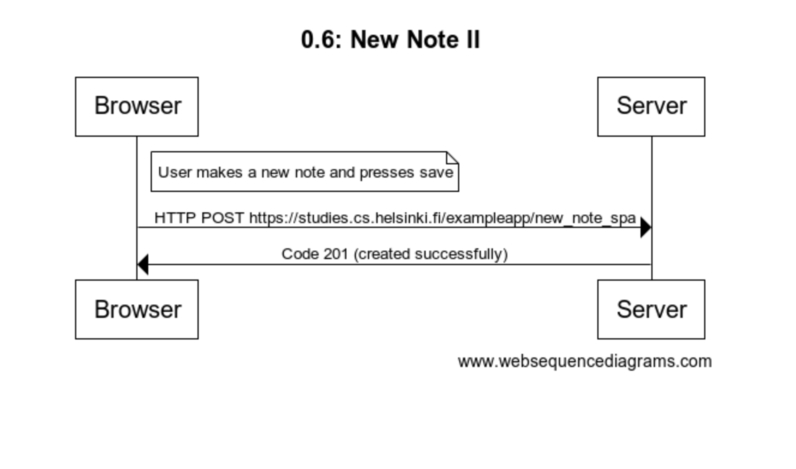 0.6: New Note II
Browser
Server
User makes a new note and presses save
HTTP POST https://studies.cs.helsinki.fi/exampleapp/new_note_spa
Code 201 (created successfully)
Browser
Server
www.websequencediagrams.com